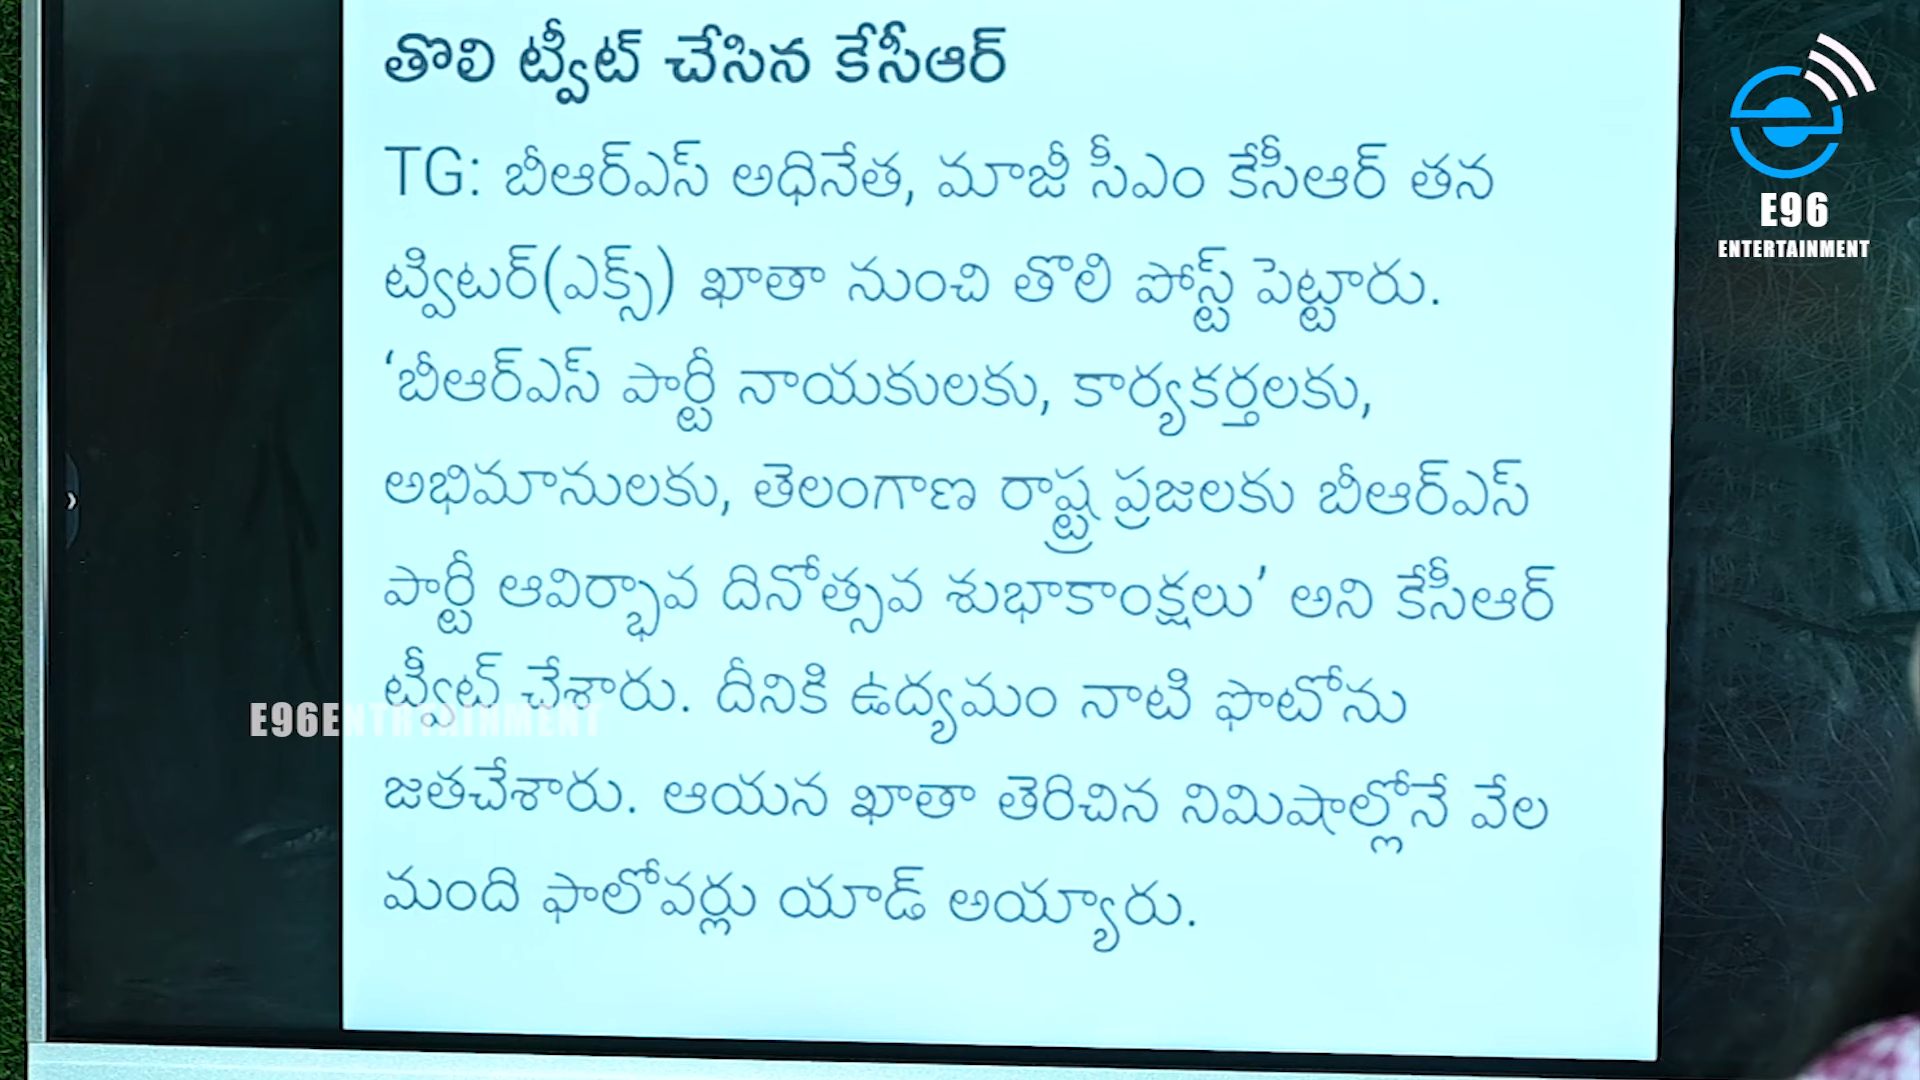 తొలి ట్వీట్ చేసిన కేసీఆర్
TG: బీఆర్ఎస్ అధినేత, మాజీ సీఎం కేసీఆర్ తన
ట్విటర్(ఎక్స్) ఖాతా నుంచి తొలి పోస్ట్ పెట్టారు.
‘బీఆర్ఎస్ పార్టీ నాయకులకు, కార్యకర్తలకు,
అభిమానులకు, తెలంగాణ రాష్ట్ర ప్రజలకు బీఆర్ఎస్
పార్టీ ఆవిర్భావ దినోత్సవ శుభాకాంక్షలు’ అని కేసీఆర్
ట్వీట్ చేశారు. దీనికి ఉద్యమం నాటి ఫొటోను
జతచేశారు. ఆయన ఖాతా తెరిచిన నిమిషాల్లోనే వేల
మంది ఫాలోవర్లు యాడ్ అయ్యారు.
E96
ENTERTAINMENT
E96ENTRTAINMENT